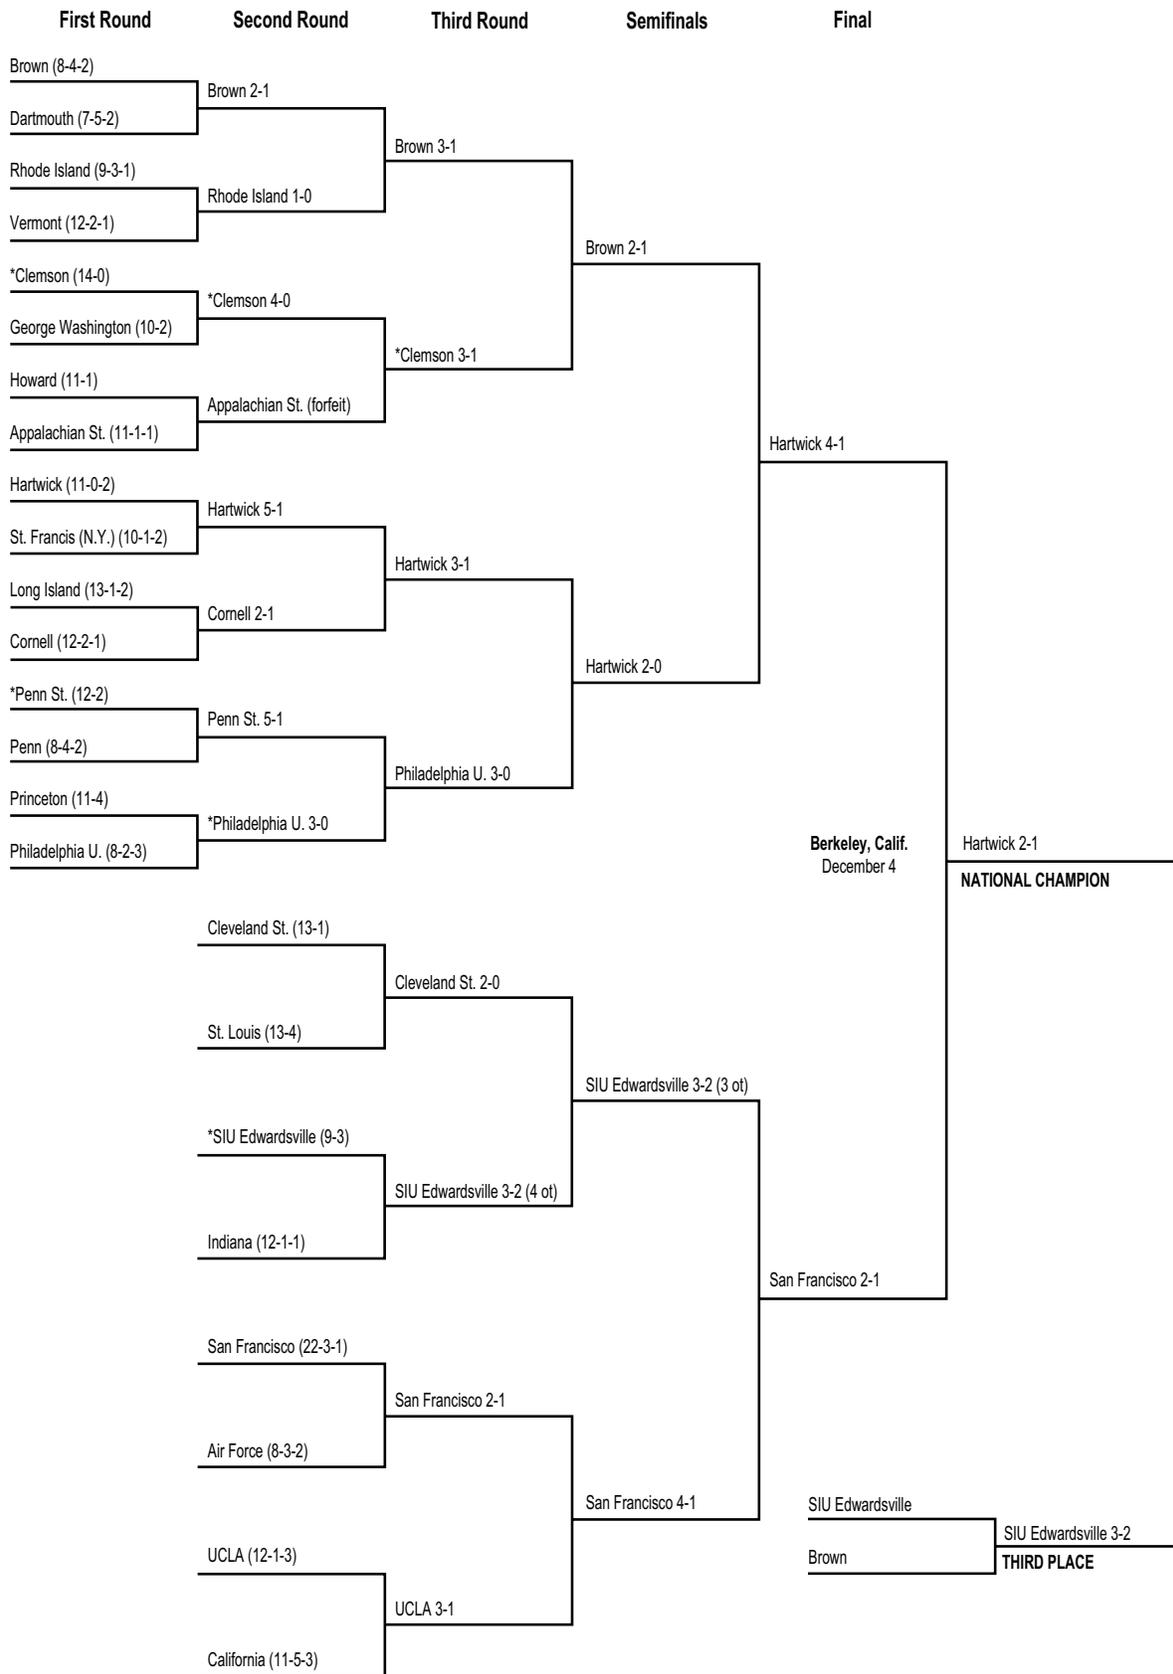 First Round Second Round Third Round Semifinals Final
Brown (8-4-2)
Brown 2-1
Dartmouth (7-5-2)
Brown 3-1
Rhode Island (9-3-1)
Rhode Island 1-0
Vermont (12-2-1)
Brown 2-1
*Clemson (14-0)
*Clemson 4-0
George Washington (10-2)
*Clemson 3-1
Howard (11-1)
Appalachian St. (forfeit)
Appalachian St. (11-1-1)
Hartwick 4-1
Hartwick (11-0-2)
Hartwick 5-1
St. Francis (N.Y.) (10-1-2)
Hartwick 3-1
Long Island (13-1-2)
Cornell 2-1
Cornell (12-2-1)
Hartwick 2-0
*Penn St. (12-2)
Penn St. 5-1
Penn (8-4-2)
Philadelphia U. 3-0
Princeton (11-4)
*Philadelphia U. 3-0
Philadelphia U. (8-2-3)
Berkeley, Calif.
December 4
Hartwick 2-1
NATIONAL CHAMPION
Cleveland St. (13-1)
Cleveland St. 2-0
St. Louis (13-4)
SIU Edwardsville 3-2 (3 ot)
*SIU Edwardsville (9-3)
SIU Edwardsville 3-2 (4 ot)
Indiana (12-1-1)
San Francisco 2-1
San Francisco (22-3-1)
San Francisco 2-1
Air Force (8-3-2)
San Francisco 4-1
UCLA (12-1-3)
UCLA 3-1
California (11-5-3)
SIU Edwardsville
SIU Edwardsville 3-2
Brown
THIRD PLACE